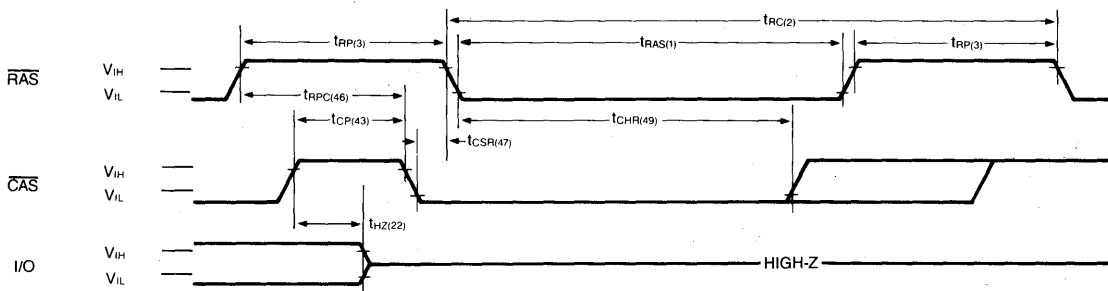 tRC(2)
tRP(3) tRAS(1) tRP(3)
RAS VIH
VIL
tRPC(46)
tCP(43) tCHR(49)
tCSR(47)
CAS VIH
VIL
tHZ(22)
I/O VIH
HIGH-Z
VIL